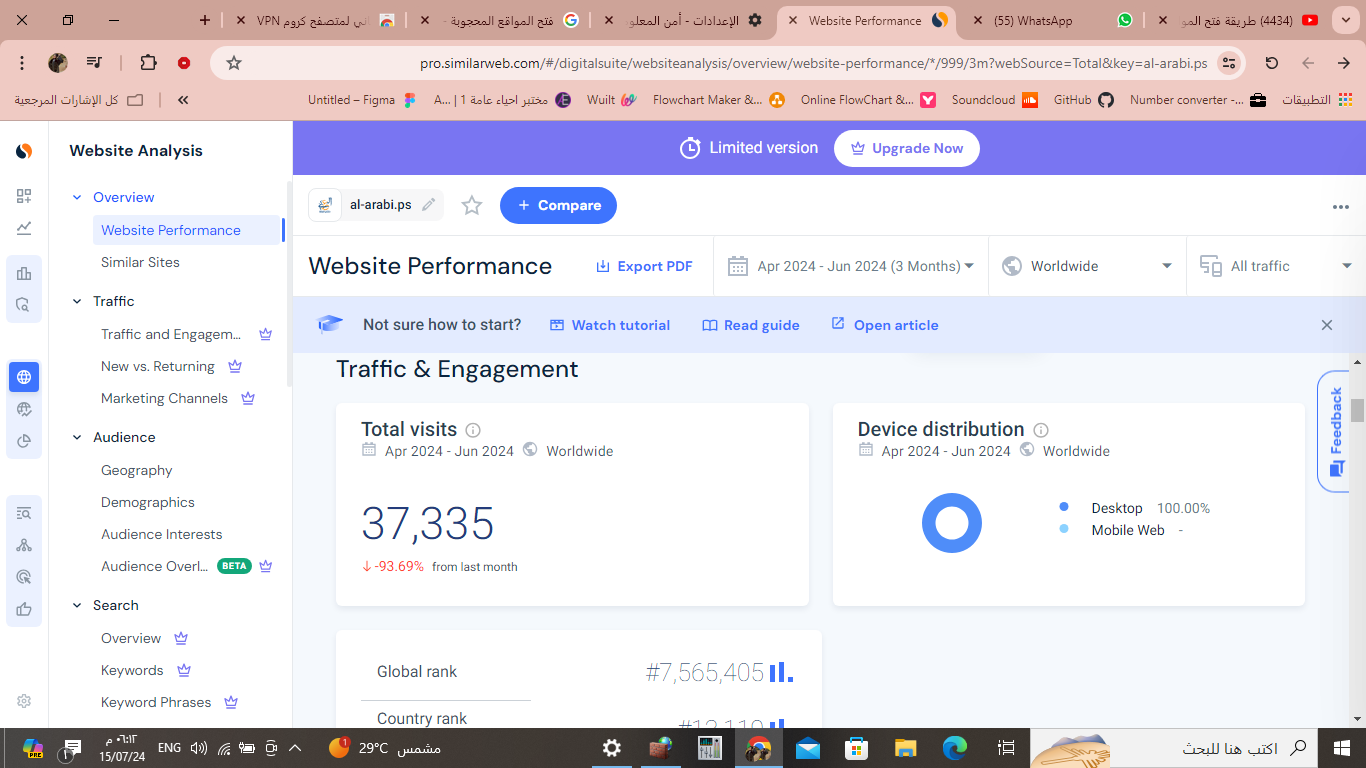 (4434) طريقة فتح المو
(55) WhatsApp
Website Performance
الإعدادات - أمن المعلو
فتح المواقع المحجوبة -
ني لمتصفح كروم VPN
pro.similarweb.com/#/digitalsuite/websiteanalysis/overview/website-performance/*/999/3m?webSource=Total&key=al-arabi.ps
التطبيقات
Number converter -...
GitHub
Soundcloud
Online FlowChart &...
Flowchart Maker &...
Wuilt
مختبر احياء عامة 1 | A...
Untitled – Figma
كل الإشارات المرجعية
Limited version
Upgrade Now
Website Analysis
Overview
Website Performance
Similar Sites
Traffic
Traffic and Engagem...
New vs. Returning
Marketing Channels
Audience
Geography
Demographics
Audience Interests
Audience Overl... BETA
Search
Overview
Keywords
Keyword Phrases
al-arabi.ps
+ Compare
Website Performance
Export PDF
Apr 2024 - Jun 2024 (3 Months)
Worldwide
All traffic
Not sure how to start?
Watch tutorial
Read guide
Open article
Traffic & Engagement
Total visits
Apr 2024 - Jun 2024 Worldwide
37,335
-93.69% from last month
Device distribution
Apr 2024 - Jun 2024 Worldwide
Desktop 100.00%
Mobile Web -
Global rank #7,565,405
Country rank
Feedback
اكتب هنا للبحث
مشمس 29°C
1
ENG
٠٦:١٢ م
15/07/24
1
PRE